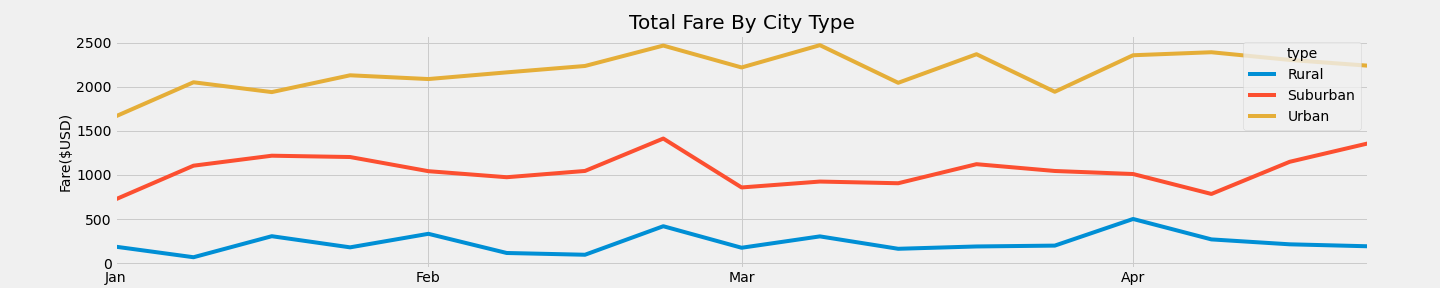 Total Fare By City Type
Fare($USD)
2500
2000
1500
1000
500
0
Jan
Feb
Mar
Apr
type
Rural
Suburban
Urban